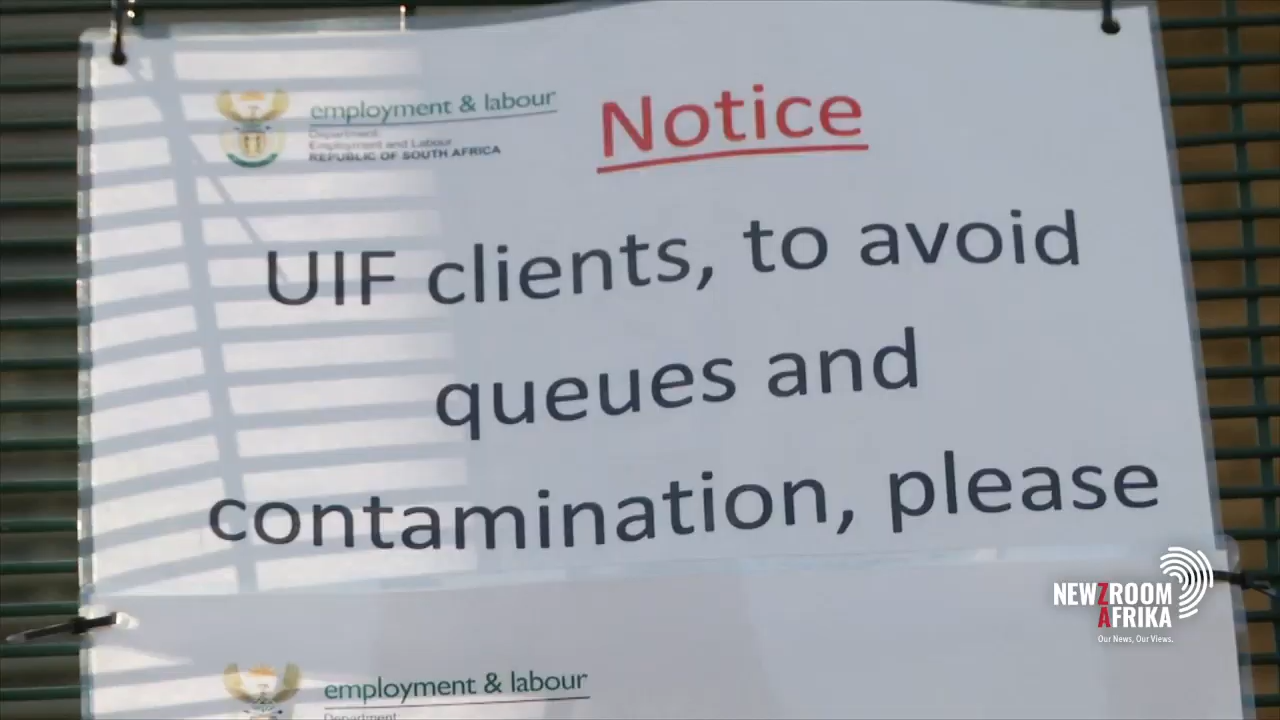 employment & labour
Department:
Employment and Labour
REPUBLIC OF SOUTH AFRICA
Notice
UIF clients, to avoid
queues and
contamination, please
NEWZROOM
AFRIKA
Our News, Our Views.
employment & labour
Department: